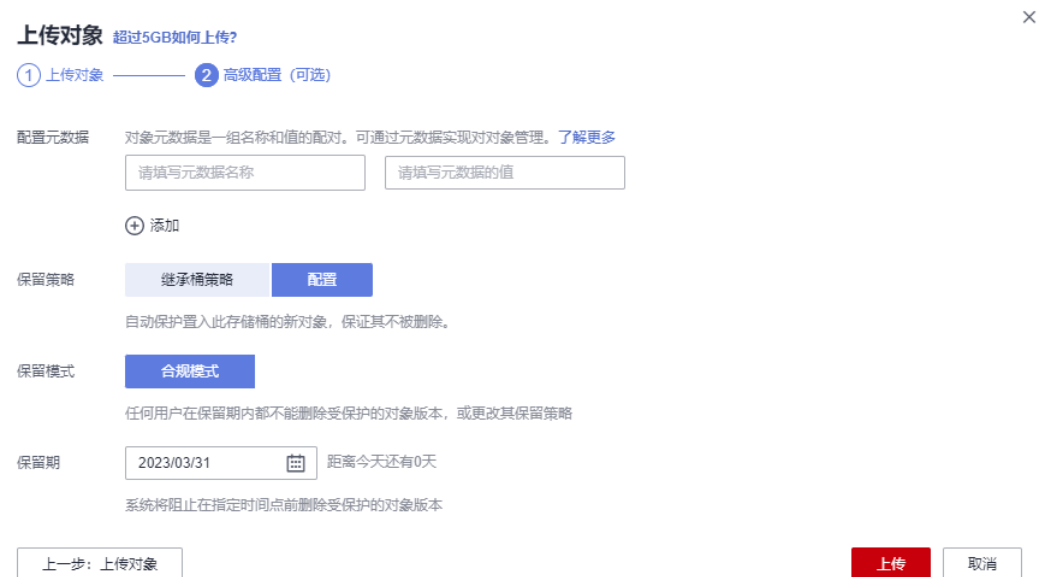 上传对象 超过5GB如何上传?
1 上传对象 2 高级配置（可选）
配置元数据 对象元数据是一组名称和值的配对。可通过元数据实现对对象管理。了解更多
请填写元数据名称 请填写元数据的值
添加
保留策略 继承桶策略 配置
自动保护置入此存储桶的新对象，保证其不被删除。
保留模式 合规模式
任何用户在保留期内都不能删除受保护的对象版本，或更改其保留策略
保留期 2023/03/31 距离今天还有0天
系统将阻止在指定时间点前删除受保护的对象版本
上一步：上传对象 上传 取消